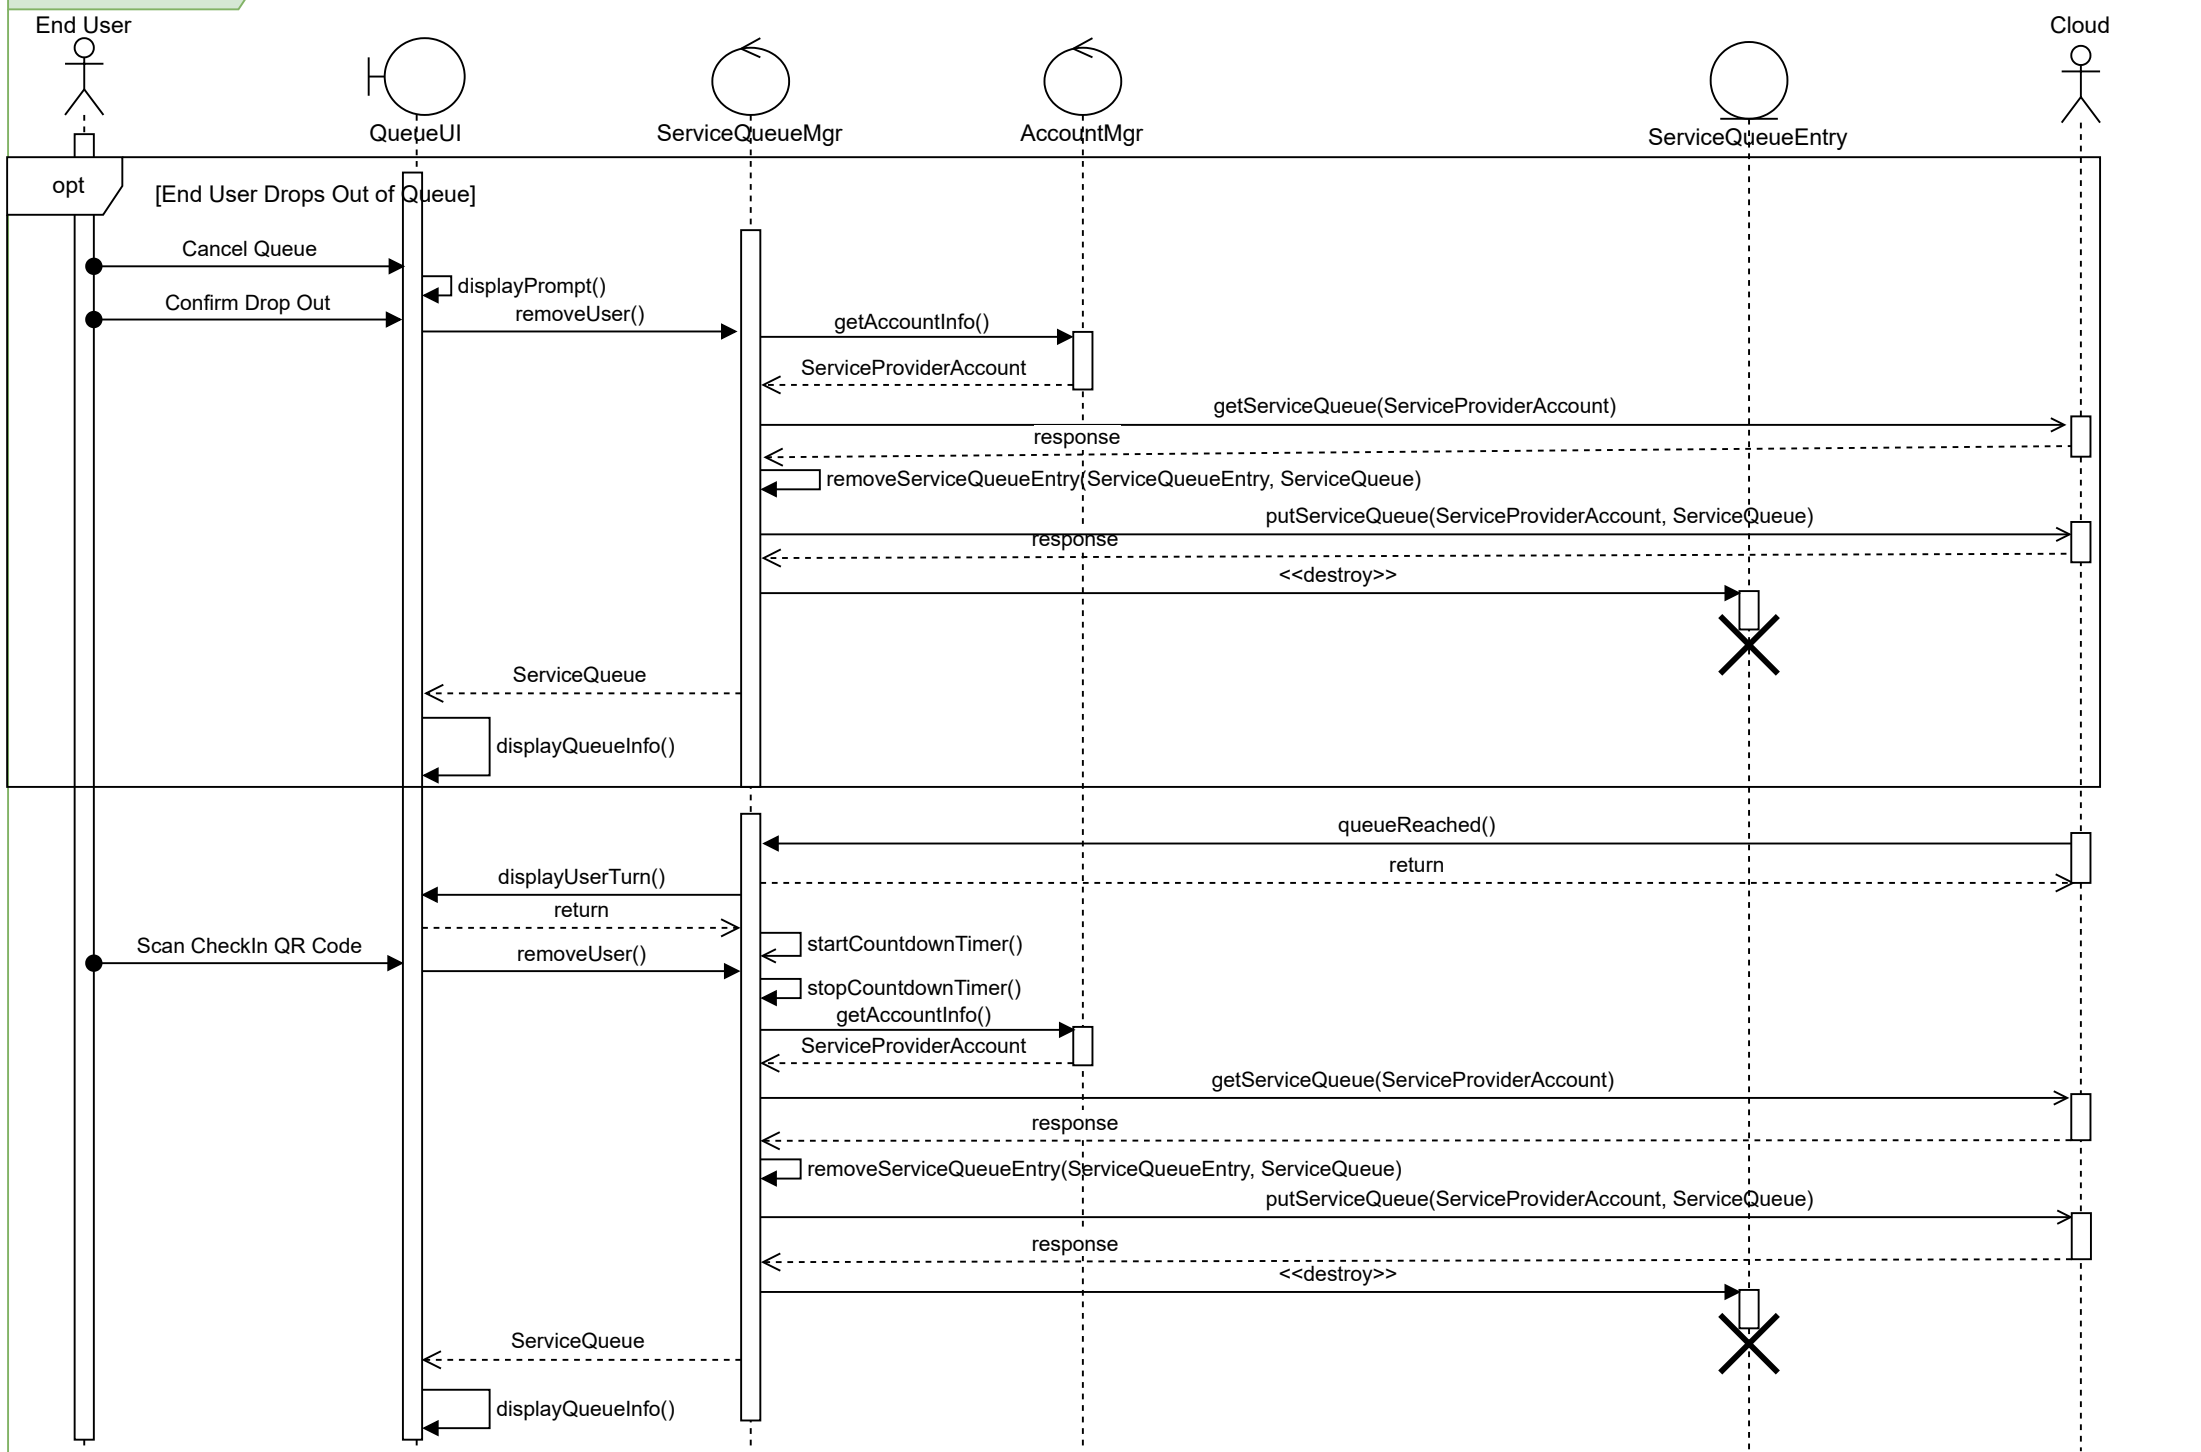 End User
Cloud
QueueUI
ServiceQueueMgr
AccountMgr
ServiceQueueEntry
opt
[End User Drops Out of Queue]
Cancel Queue
displayPrompt()
Confirm Drop Out
removeUser()
getAccountInfo()
ServiceProviderAccount
getServiceQueue(ServiceProviderAccount)
response
removeServiceQueueEntry(ServiceQueueEntry, ServiceQueue)
putServiceQueue(ServiceProviderAccount, ServiceQueue)
response
<<destroy>>
ServiceQueue
displayQueueInfo()
queueReached()
return
displayUserTurn()
return
Scan CheckIn QR Code
removeUser()
startCountdownTimer()
stopCountdownTimer()
getAccountInfo()
ServiceProviderAccount
getServiceQueue(ServiceProviderAccount)
response
removeServiceQueueEntry(ServiceQueueEntry, ServiceQueue)
putServiceQueue(ServiceProviderAccount, ServiceQueue)
response
<<destroy>>
ServiceQueue
displayQueueInfo()